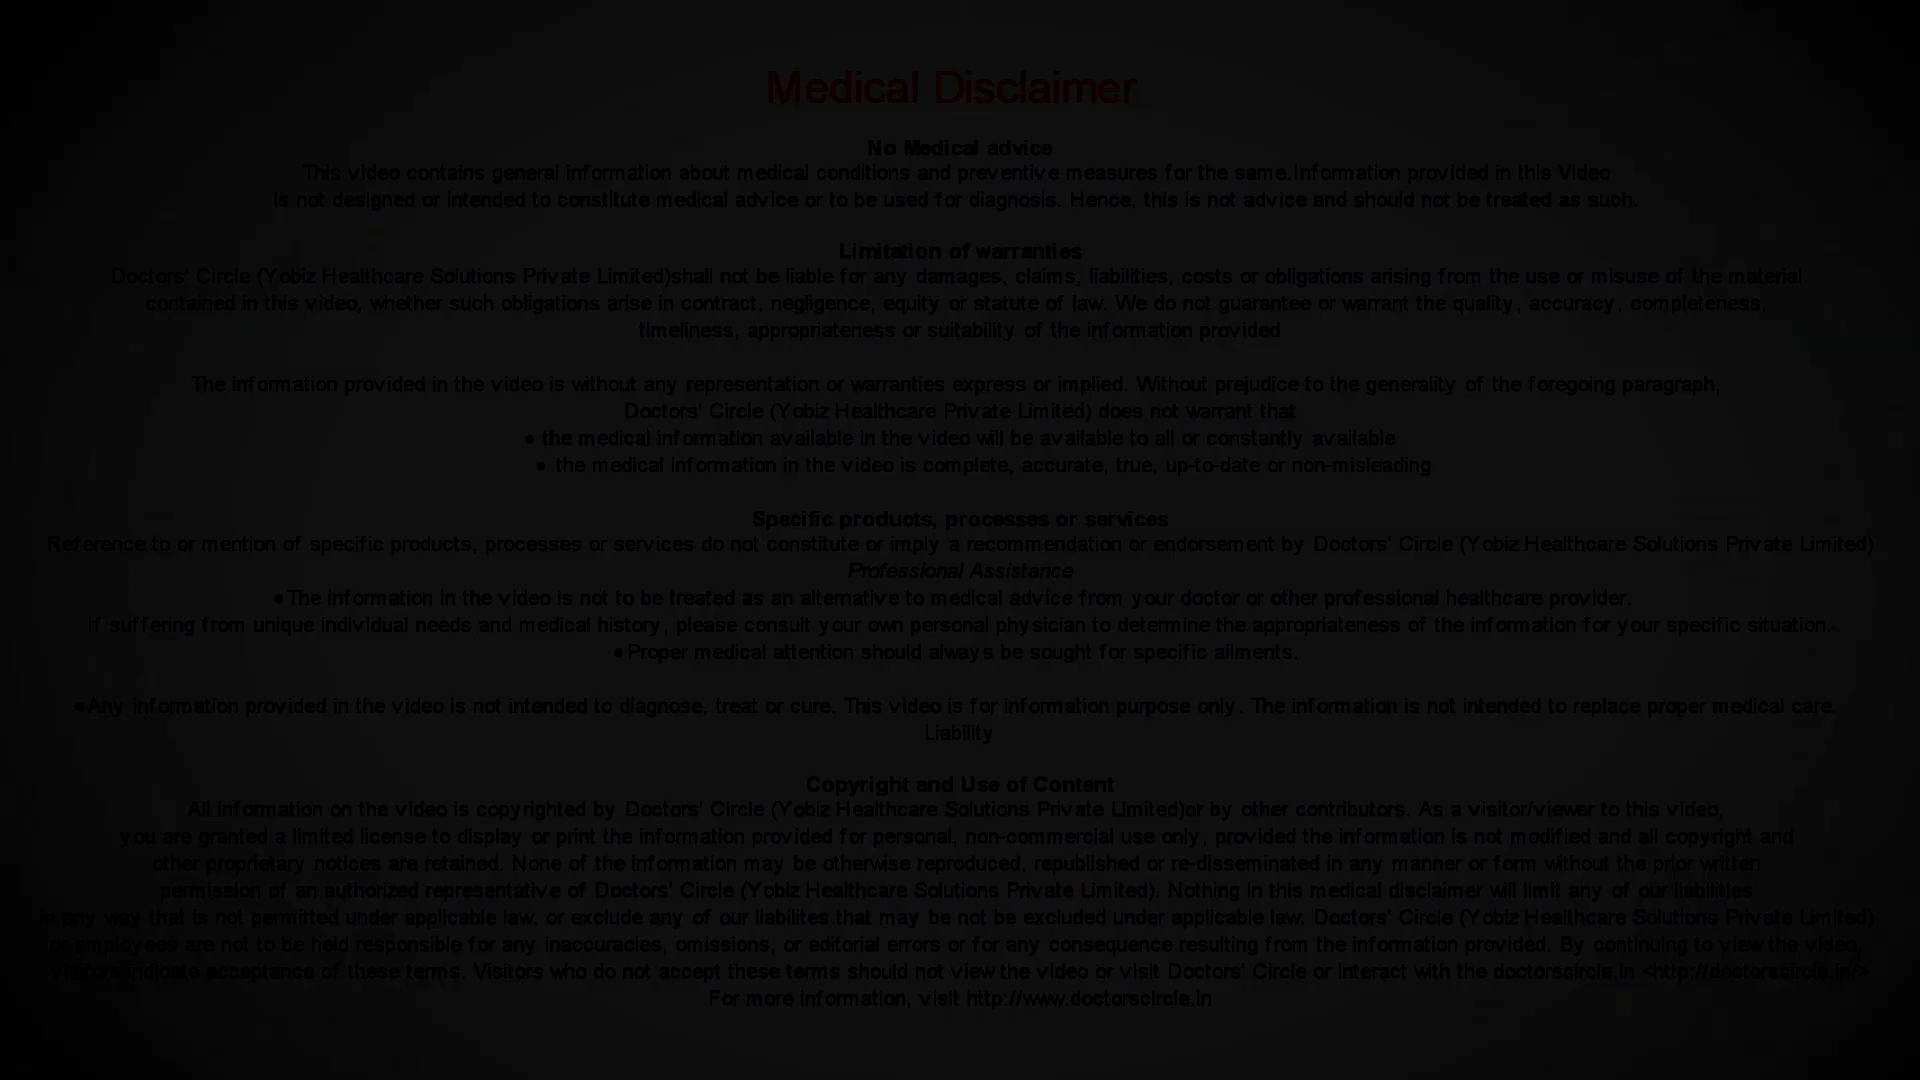 Medical Disclaimer
No Medical advice
This video contains general information about medical conditions and preventive measures for the same.Information provided in this Video
is not designed or intended to constitute medical advice or to be used for diagnosis. Hence, this is not advice and should not be treated as such.
Limitation of warranties
Doctors' Circle (Yobiz Healthcare Solutions Private Limited)shall not be liable for any damages, claims, liabilities, costs or obligations arising from the use or misuse of the material
contained in this video, whether such obligations arise in contract, negligence, equity or statute of law. We do not guarantee or warrant the quality, accuracy, completeness,
timeliness, appropriateness or suitability of the information provided
The information provided in the video is without any representation or warranties express or implied. Without prejudice to the generality of the foregoing paragraph,
Doctors' Circle (Yobiz Healthcare Private Limited) does not warrant that
• the medical information available in the video will be available to all or constantly available
• the medical information in the video is complete, accurate, true, up-to-date or non-misleading
Specific products, processes or services
Reference to or mention of specific products, processes or services do not constitute or imply a recommendation or endorsement by Doctors' Circle (Yobiz Healthcare Solutions Private Limited)
Professional Assistance
•The information in the video is not to be treated as an alternative to medical advice from your doctor or other professional healthcare provider.
If suffering from unique individual needs and medical history, please consult your own personal physician to determine the appropriateness of the information for your specific situation.
•Proper medical attention should always be sought for specific ailments.
•Any information provided in the video is not intended to diagnose, treat or cure. This video is for information purpose only. The information is not intended to replace proper medical care.
Liability
Copyright and Use of Content
All information on the video is copyrighted by Doctors' Circle (Yobiz Healthcare Solutions Private Limited)or by other contributors. As a visitor/viewer to this video,
you are granted a limited license to display or print the information provided for personal, non-commercial use only, provided the information is not modified and all copyright and
other proprietary notices are retained. None of the information may be otherwise reproduced, republished or re-disseminated in any manner or form without the prior written
permission of an authorized representative of Doctors' Circle (Yobiz Healthcare Solutions Private Limited). Nothing in this medical disclaimer will limit any of our liabilities
in any way that is not permitted under applicable law, or exclude any of our liabilites that may be not be excluded under applicable law. Doctors' Circle (Yobiz Healthcare Solutions Private Limited)
or employees are not to be held responsible for any inaccuracies, omissions, or editorial errors or for any consequence resulting from the information provided. By continuing to view the video,
visitors indicate acceptance of these terms. Visitors who do not accept these terms should not view the video or visit Doctors' Circle or interact with the doctorscircle.in <http://doctorscircle.in/>
For more information, visit http://www.doctorscircle.in